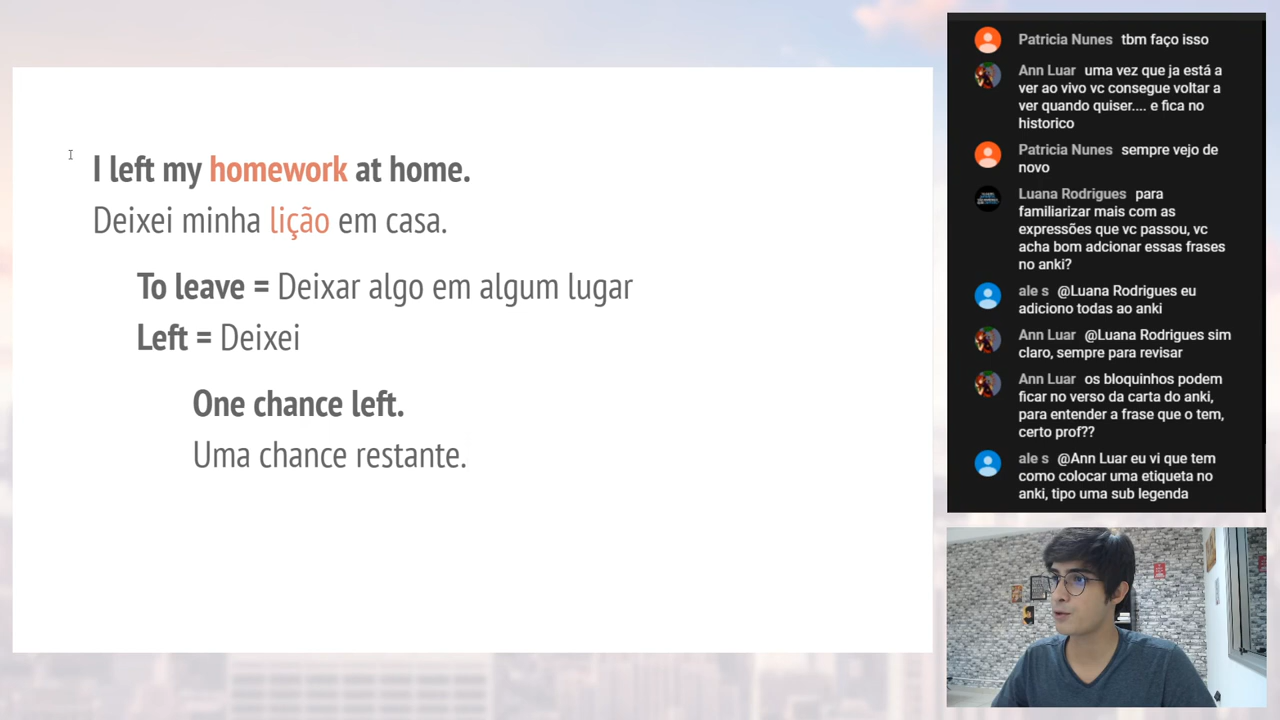 I left my homework at home.
Deixei minha lição em casa.
To leave = Deixar algo em algum lugar
Left = Deixei
One chance left.
Uma chance restante.
Patricia Nunes tbm faço isso
Ann Luar uma vez que ja está a
ver ao vivo vc consegue voltar a
ver quando quiser.... e fica no
historico
Patricia Nunes sempre vejo de
novo
Luana Rodrigues para
familiarizar mais com as
expressões que vc passou, vc
acha bom adcionar essas frases
no anki?
ale s @Luana Rodrigues eu
adiciono todas ao anki
Ann Luar @Luana Rodrigues sim
claro, sempre para revisar
Ann Luar os bloquinhos podem
ficar no verso da carta do anki,
para entender a frase que o tem,
certo prof??
ale s @Ann Luar eu vi que tem
como colocar uma etiqueta no
anki, tipo uma sub legenda